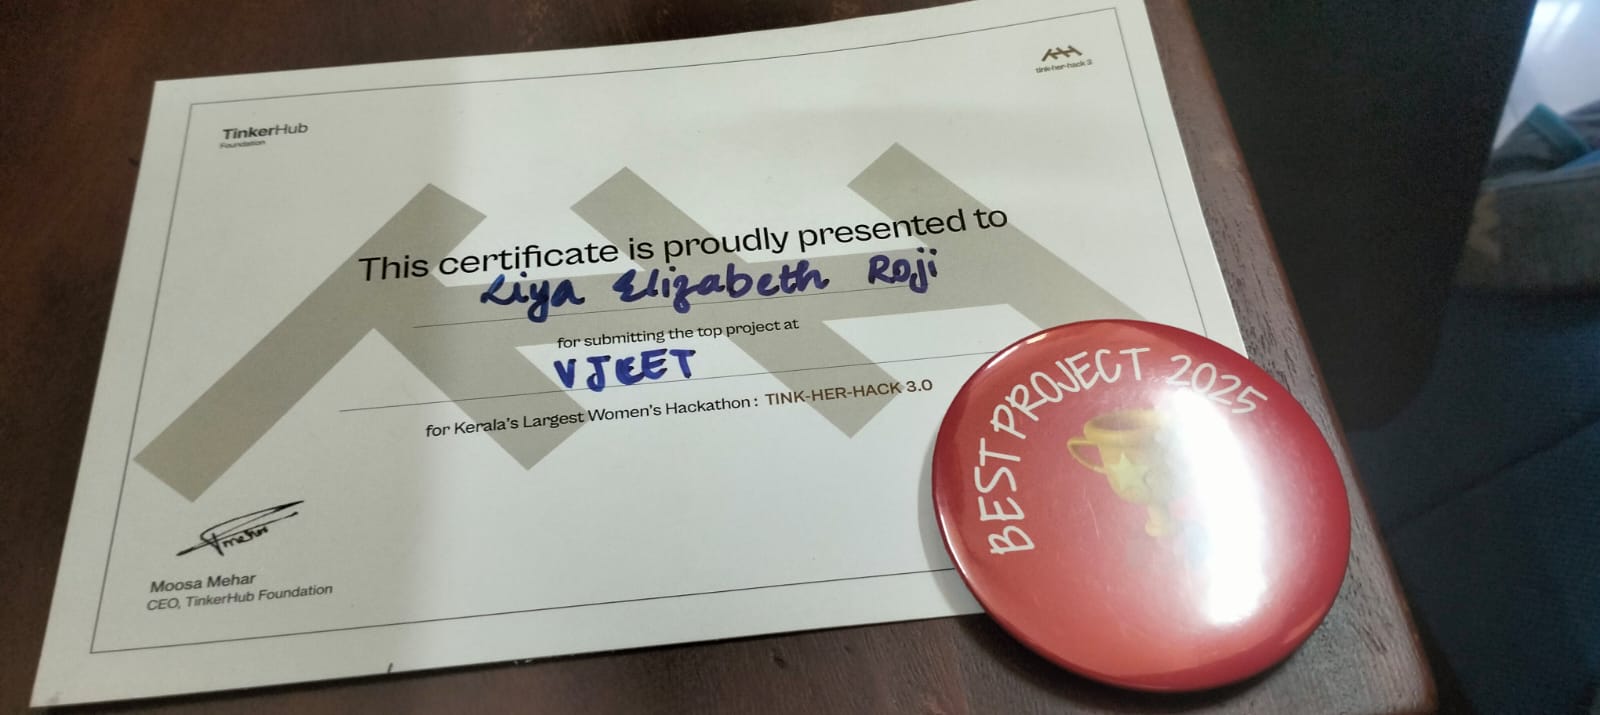 TinkerHub
Foundation
tink-her-hack 3
This certificate is proudly presented to
Liya Elizabeth Roji
for submitting the top project at
VJCET
for Kerala's Largest Women's Hackathon : TINK-HER-HACK 3.0
Moosa Mehar
CEO, TinkerHub Foundation
BEST PROJECT 2025